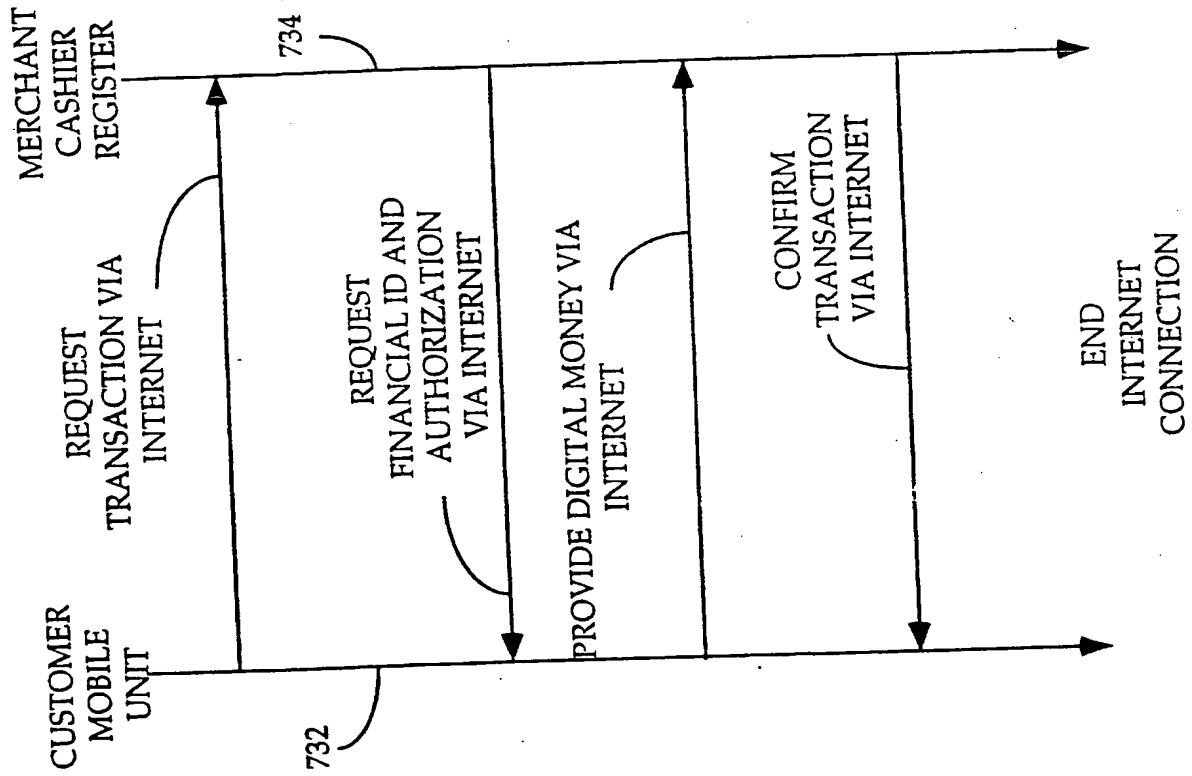 CUSTOMER
MOBILE
UNIT
MERCHANT
CASHIER
REGISTER
REQUEST
TRANSACTION VIA
INTERNET
732
734
REQUEST
FINANCIAL ID AND
AUTHORIZATION
VIA INTERNET
PROVIDE DIGITAL MONEY VIA
INTERNET
CONFIRM
TRANSACTION
VIA INTERNET
END
INTERNET
CONNECTION